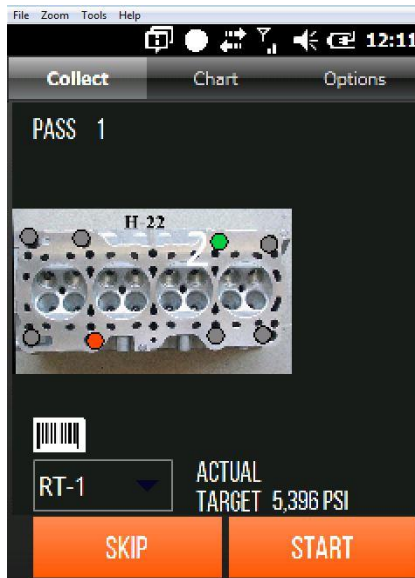 File Zoom Tools Help
12:11
Collect Chart Options
PASS 1
H-22
2
RT-1
ACTUAL
TARGET 5,396 PSI
SKIP START